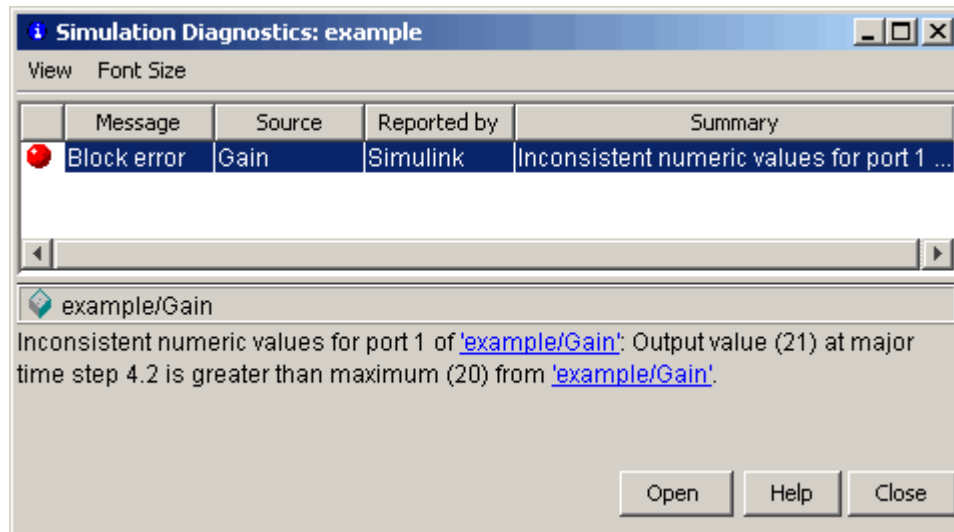 Simulation Diagnostics: example
View Font Size
Message Source Reported by Summary
Block error Gain Simulink Inconsistent numeric values for port 1 ...
example/Gain
Inconsistent numeric values for port 1 of 'example/Gain': Output value (21) at major
time step 4.2 is greater than maximum (20) from 'example/Gain'.
Open Help Close